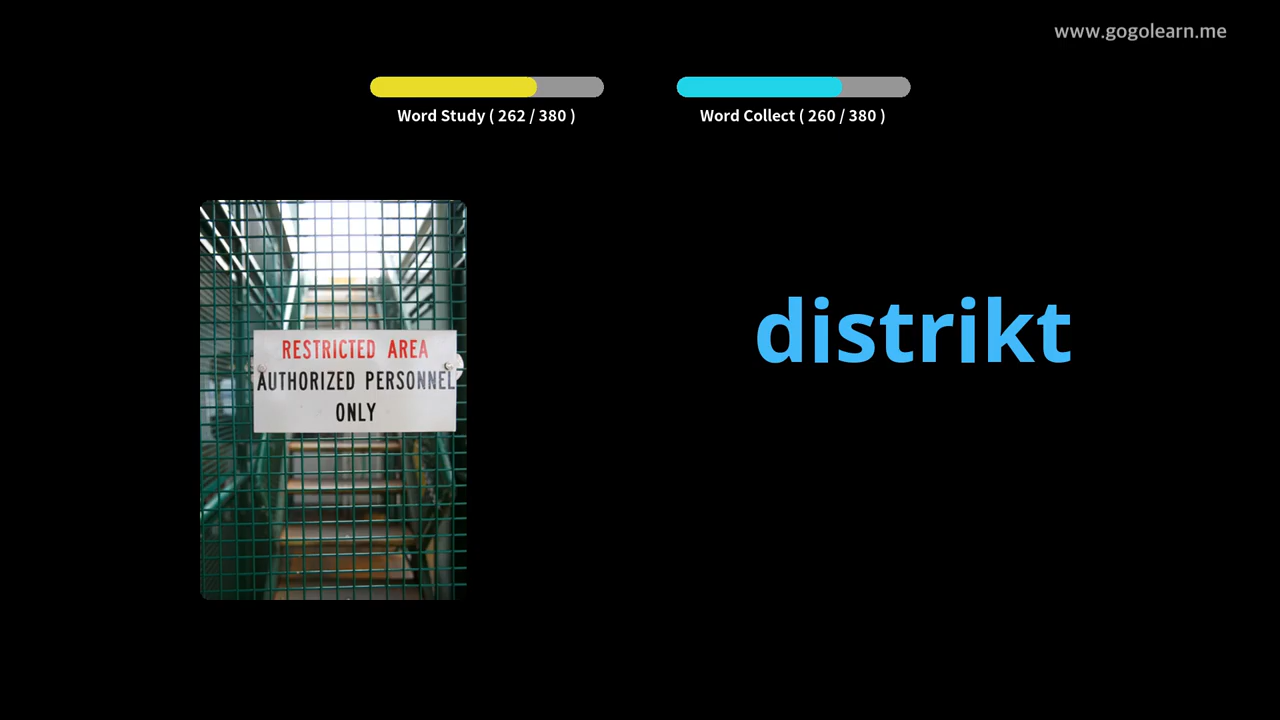 www.gogolearn.me
Word Study ( 262 / 380 )
Word Collect ( 260 / 380 )
RESTRICTED AREA
AUTHORIZED PERSONNEL
ONLY
distrikt